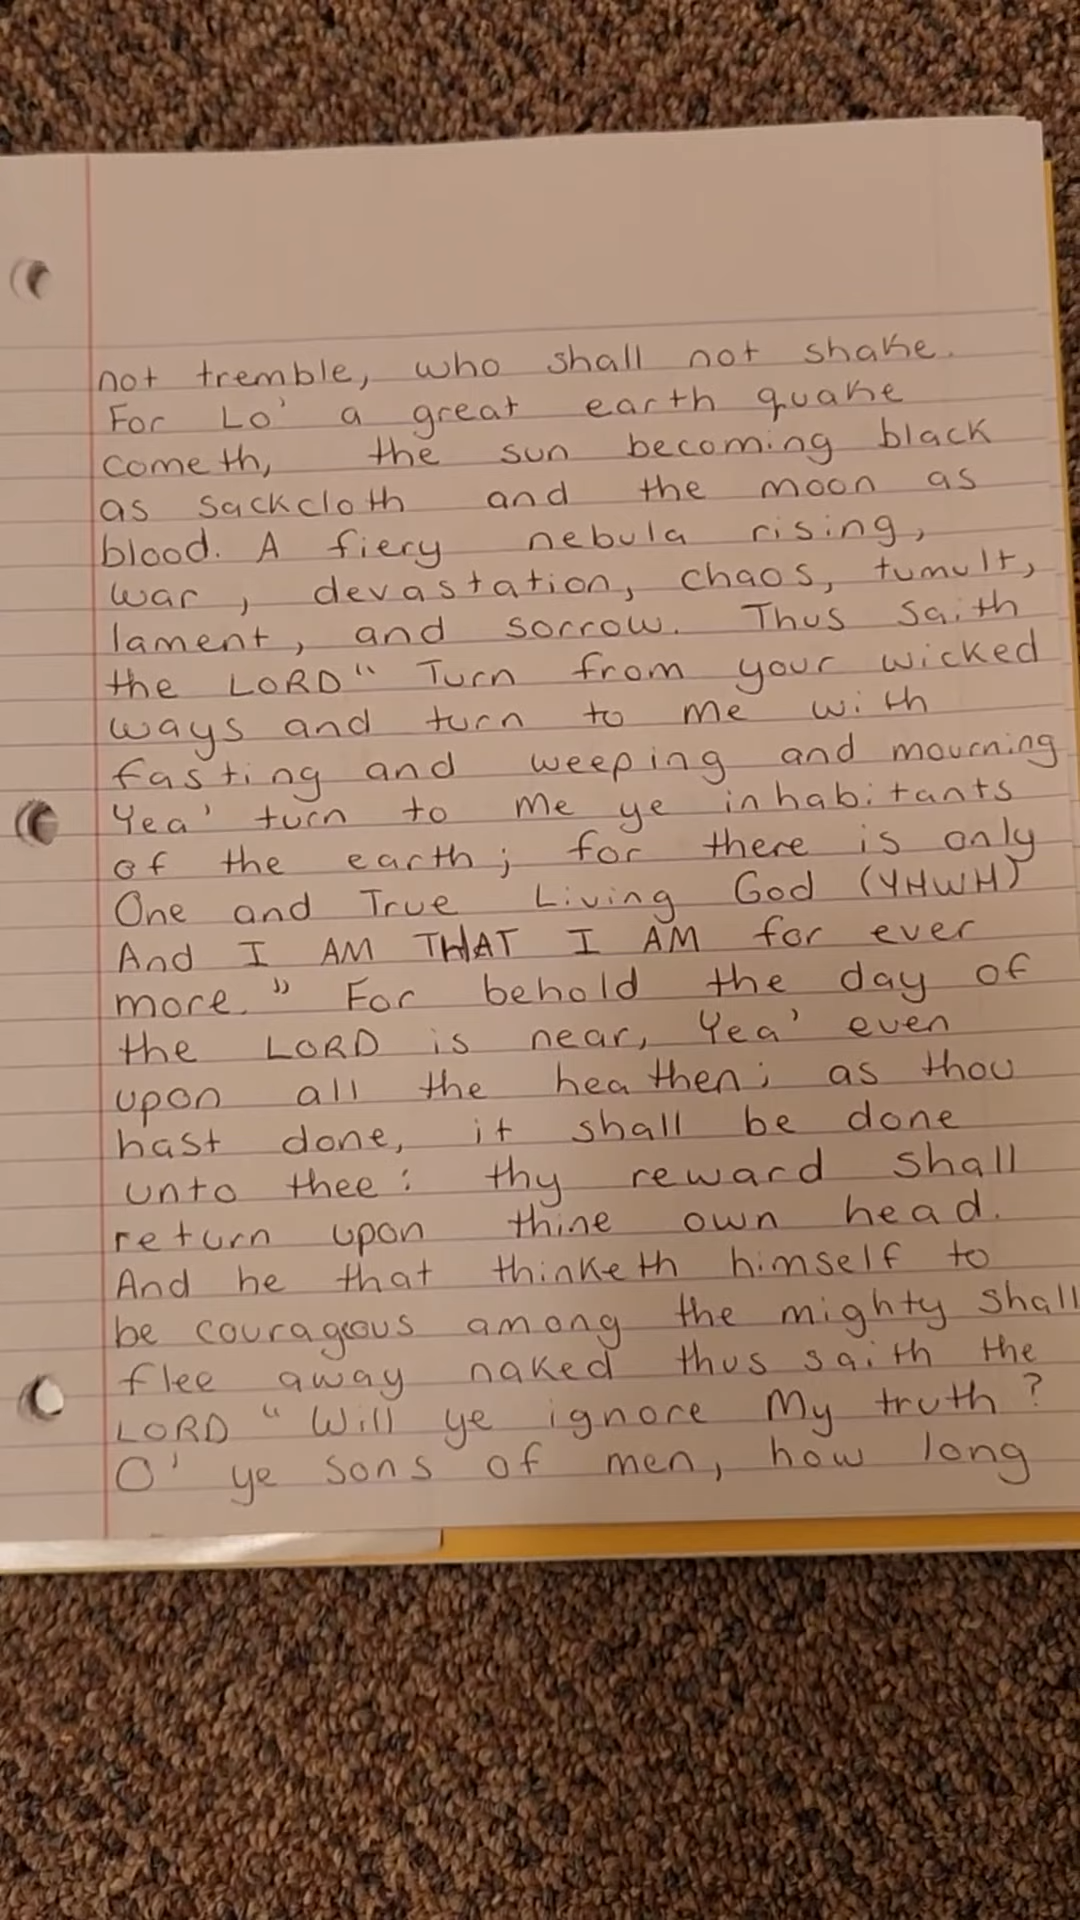 not tremble, who shall not shake.
For Lo' a great earth quake
cometh, the sun becoming black
as sackcloth and the moon as
blood. A fiery nebula rising,
war, devastation, chaos, tumult,
lament, and sorrow. Thus saith
the LORD " Turn from your wicked
ways and turn to me with
fasting and weeping and mourning
Yea' turn to me ye inhabitants
of the earth; for there is only
One and True Living God (YHWH)
And I AM THAT I AM for ever
more." For behold the day of
the LORD is near, Yea' even
upon all the heathen; as thou
hast done, it shall be done
unto thee: thy reward shall
return upon thine own head.
And he that thinketh himself to
be courageous among the mighty shall
flee away naked thus saith the
LORD " Will ye ignore My truth?
O' ye sons of men, how long